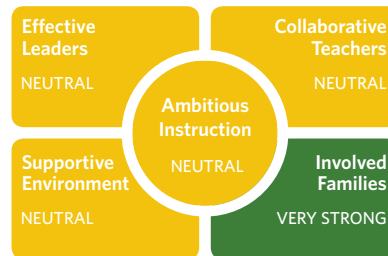 Effective
Leaders
NEUTRAL
Collaborative
Teachers
NEUTRAL
Ambitious
Instruction
NEUTRAL
Supportive
Environment
NEUTRAL
Involved
Families
VERY STRONG